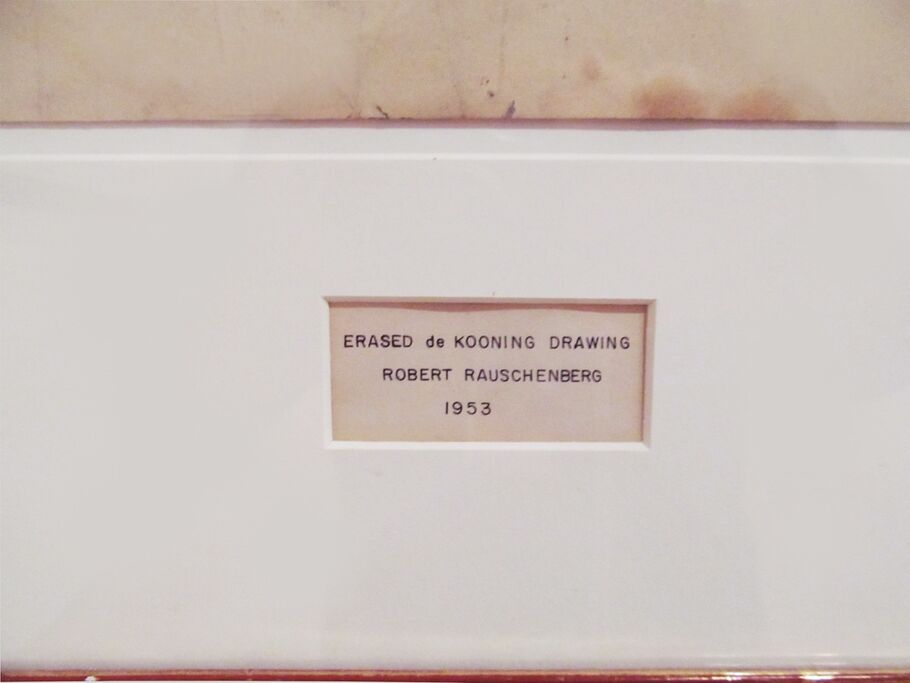 ERASED de KOONING DRAWING
ROBERT RAUSCHENBERG
1953